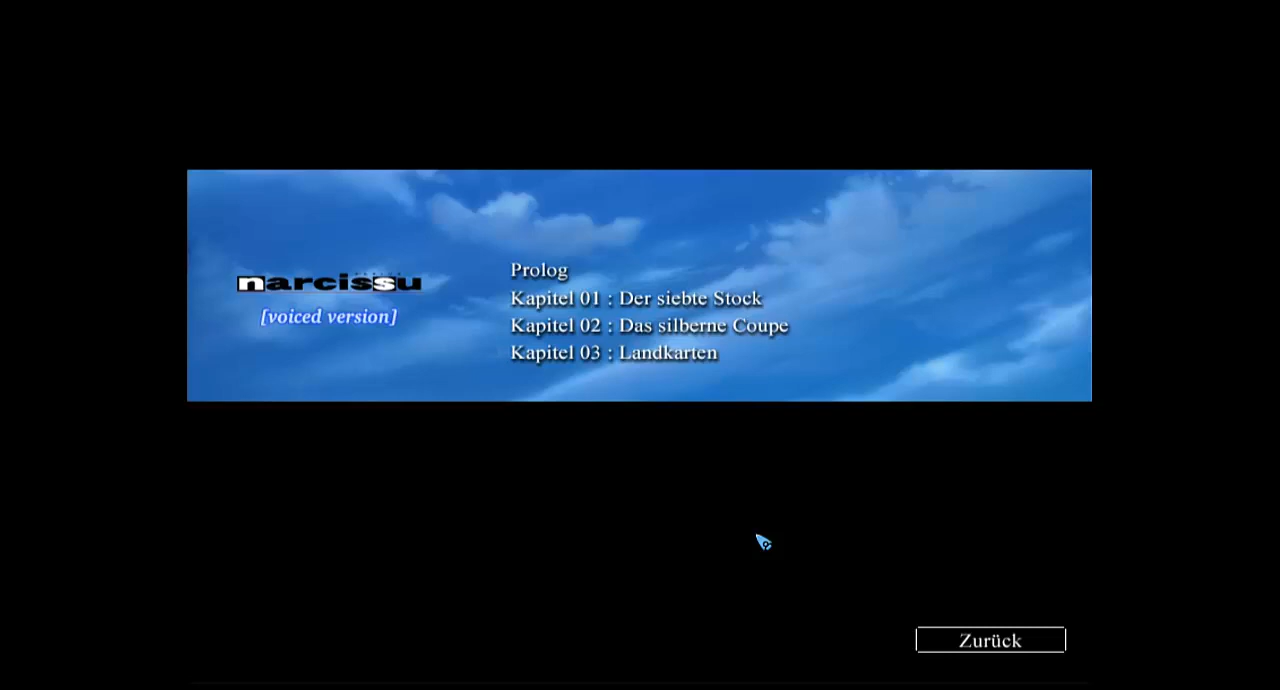 narcissu
[voiced version]
Prolog
Kapitel 01 : Der siebte Stock
Kapitel 02 : Das silberne Coupe
Kapitel 03 : Landkarten
Zurück